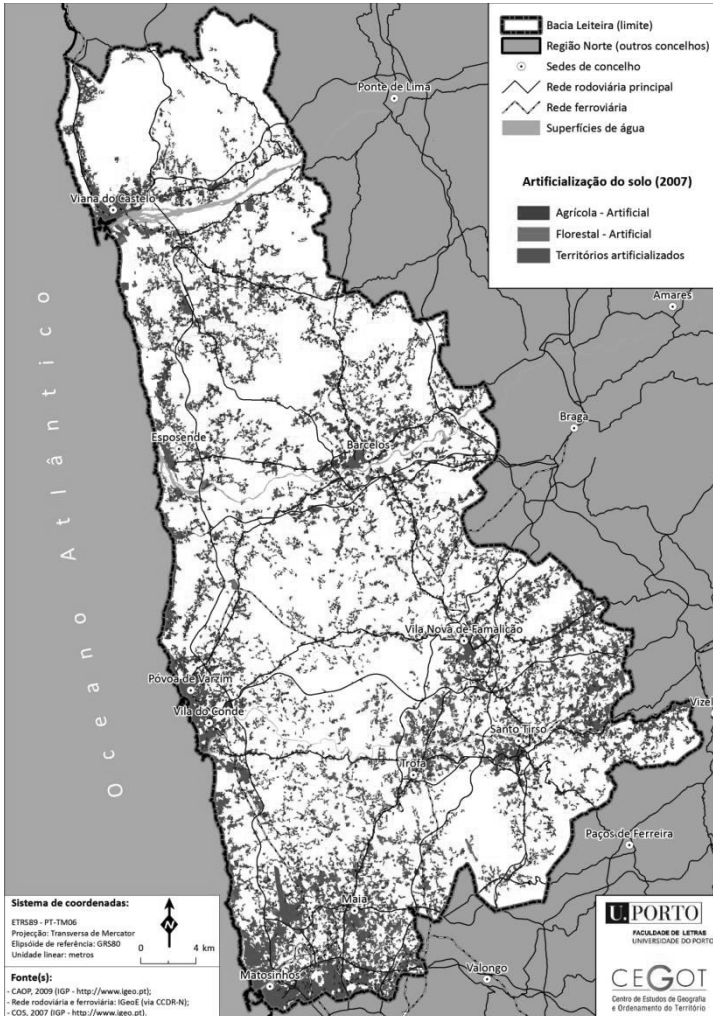 Bacia Leiteira (limite)
Região Norte (outros concelhos)
Sedes de concelho
Rede rodoviária principal
Rede ferroviária
Superfícies de água
Artificialização do solo (2007)
Agrícola - Artificial
Florestal - Artificial
Territórios artificializados
Ponte de Lima
Viana do Castelo
Amares
Braga
Esposende
Barcelos
Oceano Atlântico
Vila Nova de Famalicão
Póvoa de Varzim
Vila do Conde
Vizel
Santo Tirso
Trofa
Paços de Ferreira
Maia
Matosinhos
Valongo
Sistema de coordenadas:
ETRS89 - PT-TM06
Projecção: Transversa de Mercator
Elipsóide de referência: GRS80
Unidade linear: metros
N
0 4 km
Fonte(s):
- CAOP, 2009 (IGP - http://www.igeo.pt);
- Rede rodoviária e ferroviária: IGeoE (via CCDR-N);
- COS, 2007 (IGP - http://www.igeo.pt).
U. PORTO
FACULDADE DE LETRAS
UNIVERSIDADE DO PORTO
CEGOT
Centro de Estudos de Geografia
e Ordenamento do Território